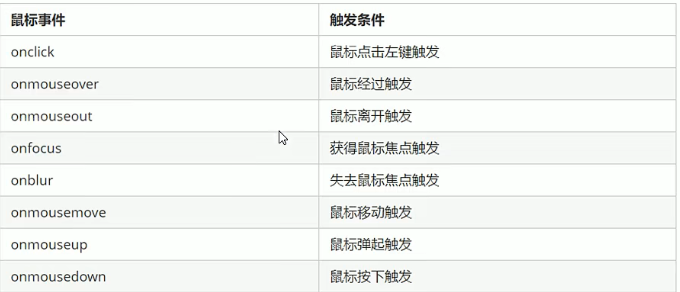 鼠标事件 触发条件
onclick 鼠标点击左键触发
onmouseover 鼠标经过触发
onmouseout 鼠标离开触发
onfocus 获得鼠标焦点触发
onblur 失去鼠标焦点触发
onmousemove 鼠标移动触发
onmouseup 鼠标弹起触发
onmousedown 鼠标按下触发